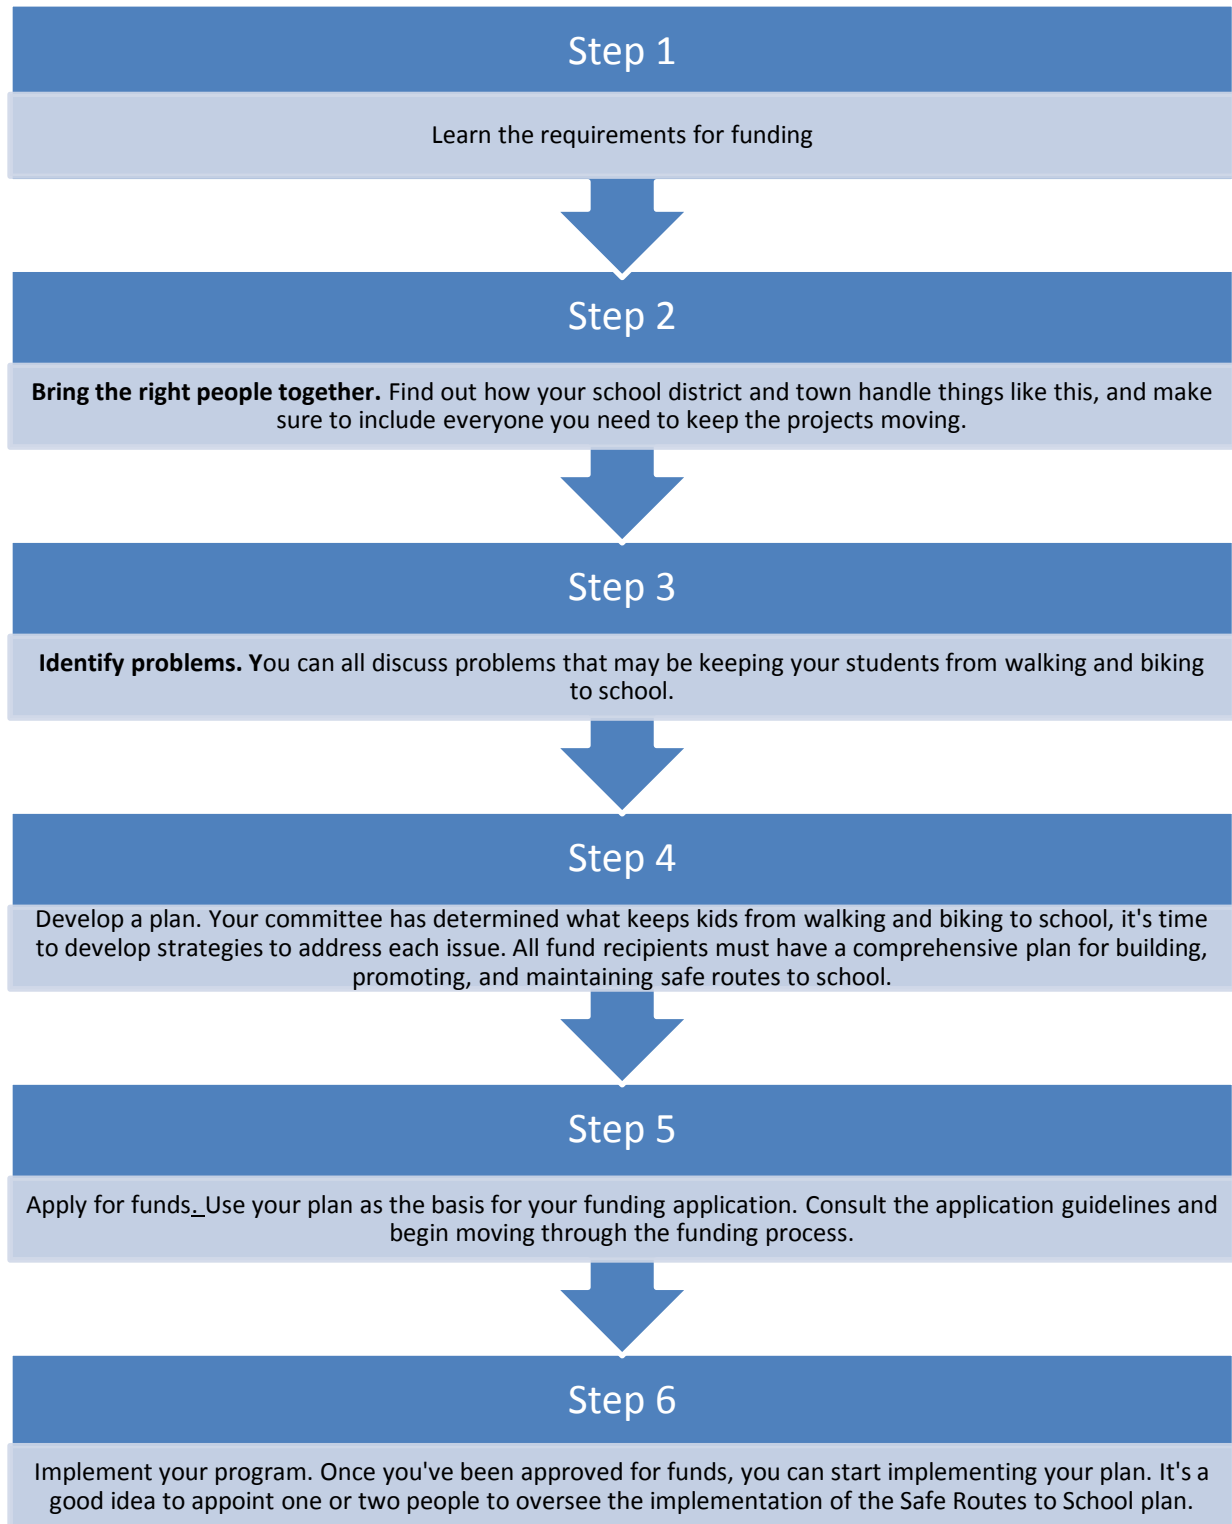 Step 1
Learn the requirements for funding
Step 2
Bring the right people together. Find out how your school district and town handle things like this, and make
sure to include everyone you need to keep the projects moving.
Step 3
Identify problems. You can all discuss problems that may be keeping your students from walking and biking
to school.
Step 4
Develop a plan. Your committee has determined what keeps kids from walking and biking to school, it's time
to develop strategies to address each issue. All fund recipients must have a comprehensive plan for building,
promoting, and maintaining safe routes to school.
Step 5
Apply for funds. Use your plan as the basis for your funding application. Consult the application guidelines and
begin moving through the funding process.
Step 6
Implement your program. Once you've been approved for funds, you can start implementing your plan. It's a
good idea to appoint one or two people to oversee the implementation of the Safe Routes to School plan.